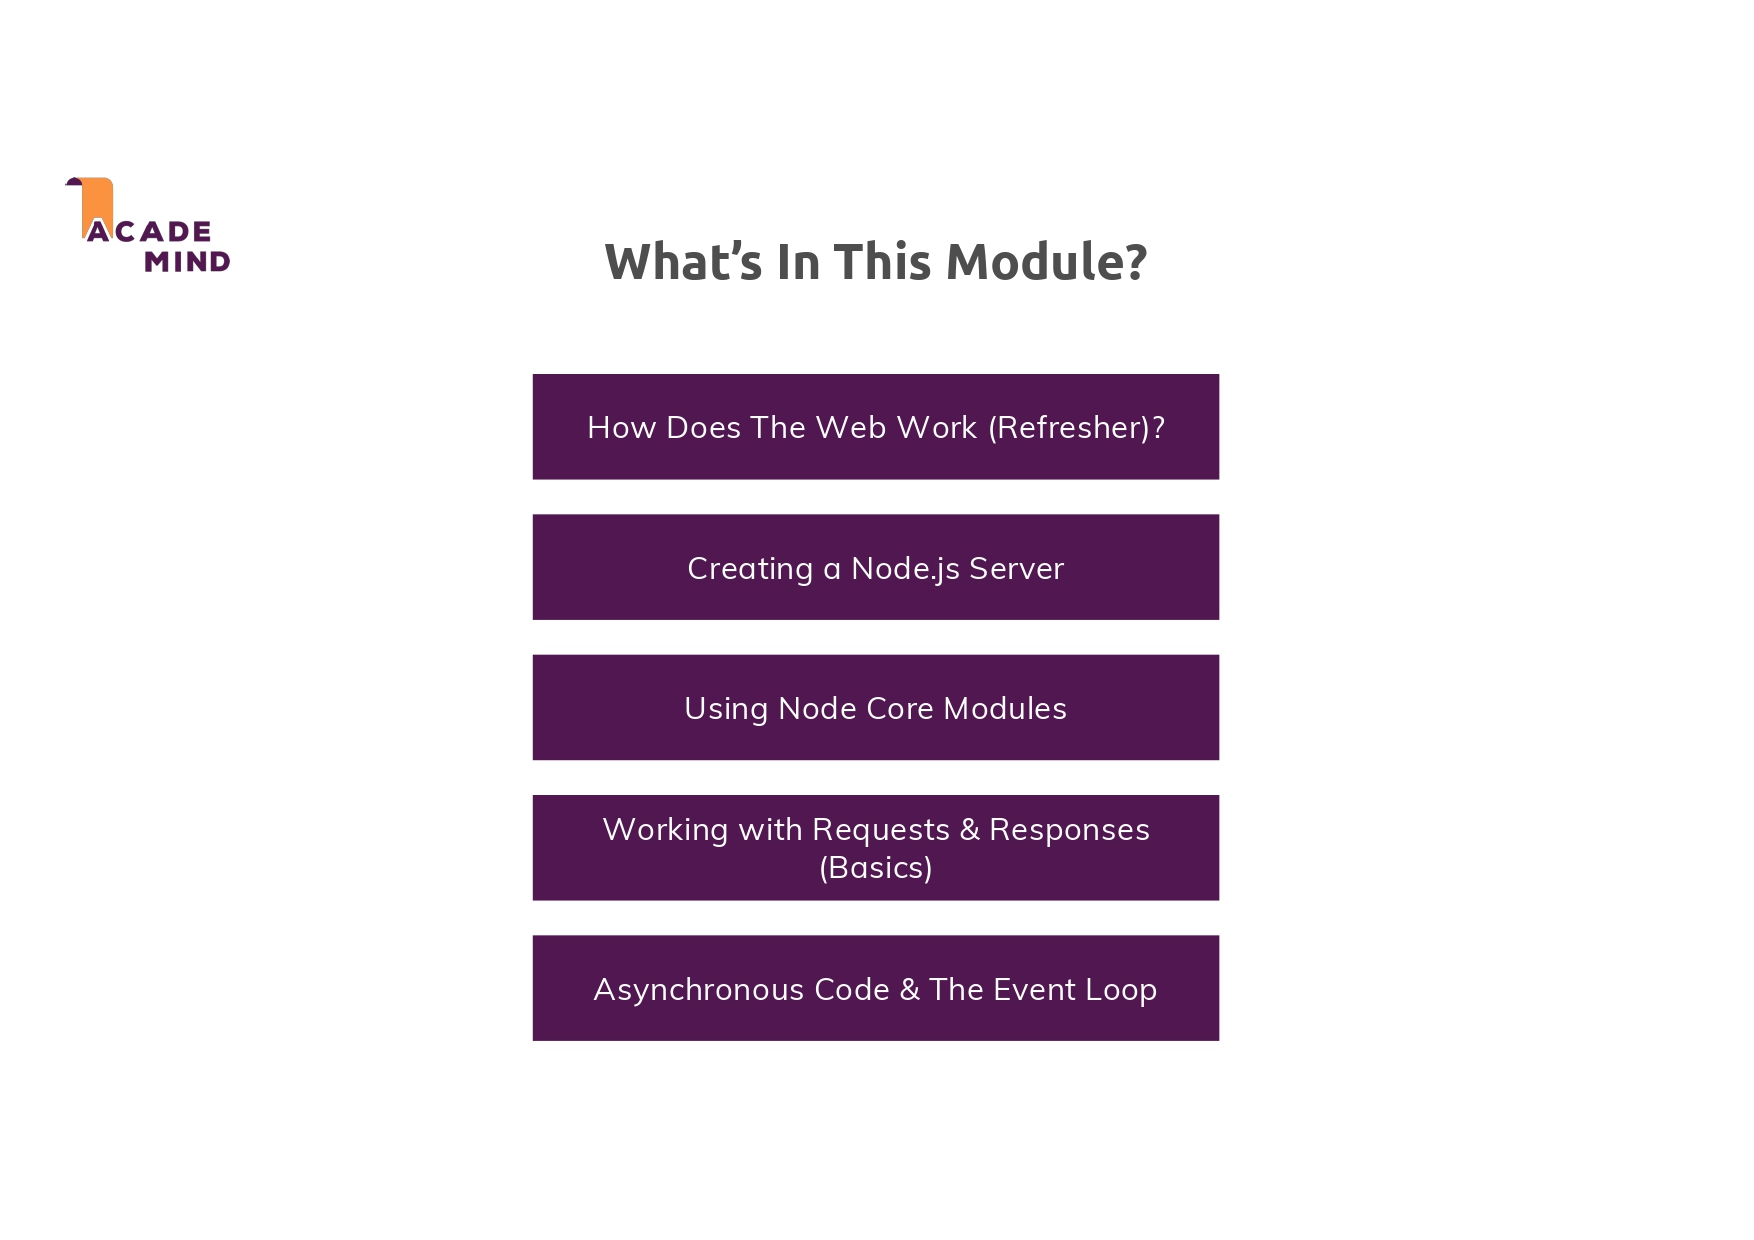 ACADE
MIND
What’s In This Module?
How Does The Web Work (Refresher)?
Creating a Node.js Server
Using Node Core Modules
Working with Requests & Responses
(Basics)
Asynchronous Code & The Event Loop